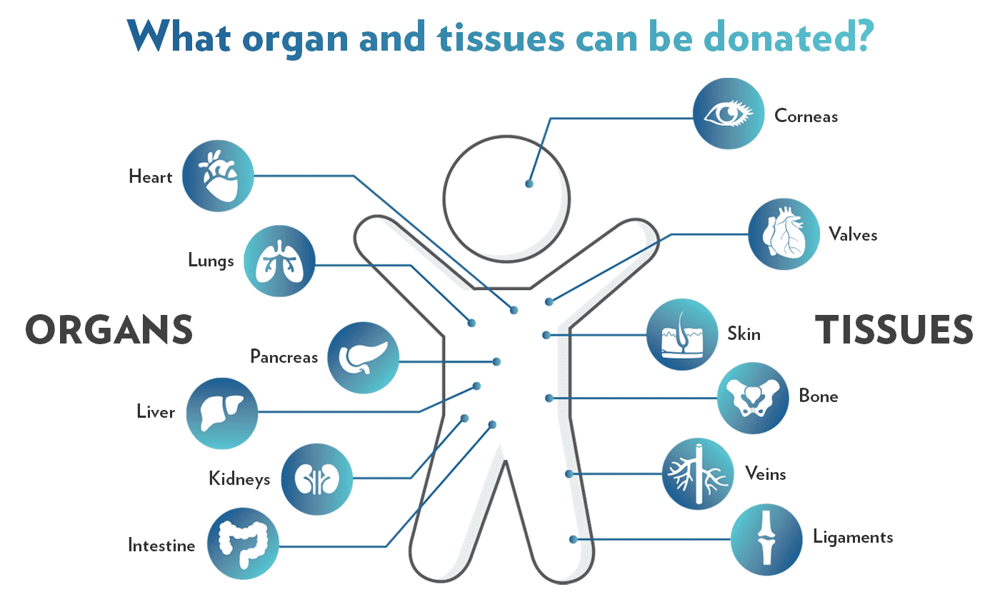 What organ and tissues can be donated?
ORGANS
Heart
Lungs
Pancreas
Liver
Kidneys
Intestine
TISSUES
Corneas
Valves
Skin
Bone
Veins
Ligaments